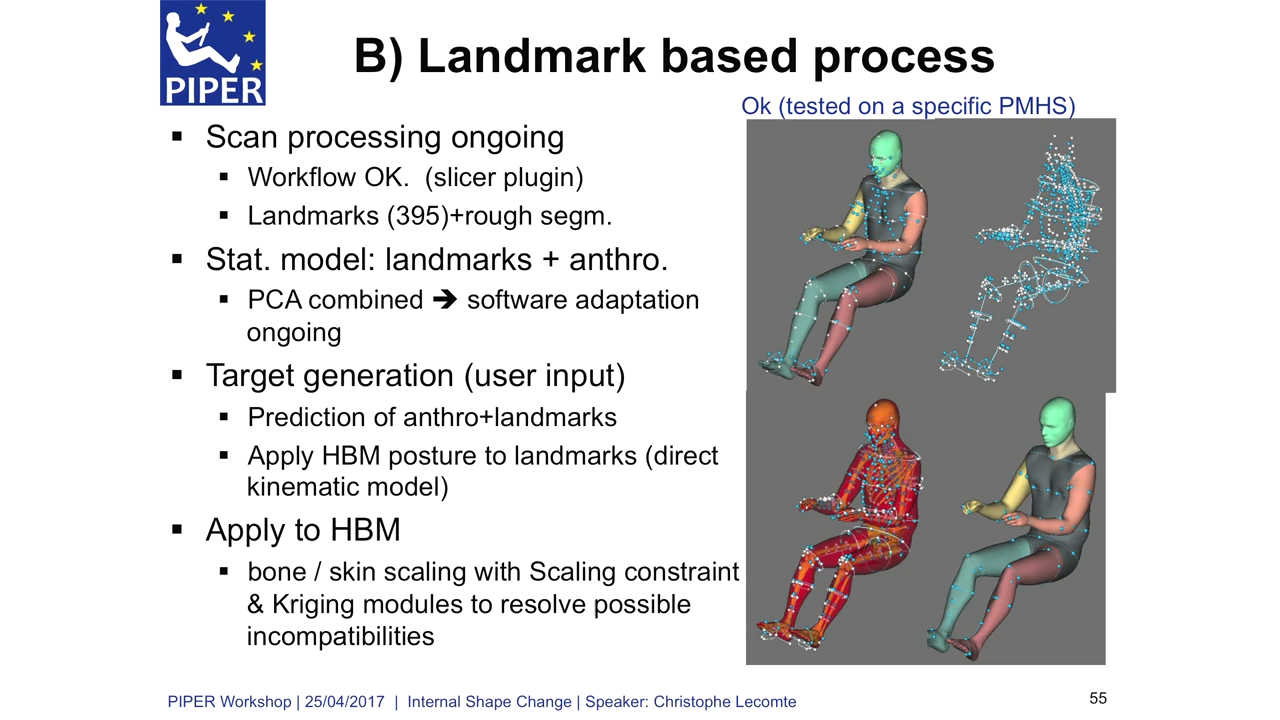 PIPER
B) Landmark based process
Ok (tested on a specific PMHS)
▪ Scan processing ongoing
▪ Workflow OK. (slicer plugin)
▪ Landmarks (395)+rough segm.
▪ Stat. model: landmarks + anthro.
▪ PCA combined ➔ software adaptation
ongoing
▪ Target generation (user input)
▪ Prediction of anthro+landmarks
▪ Apply HBM posture to landmarks (direct
kinematic model)
▪ Apply to HBM
▪ bone / skin scaling with Scaling constraint
& Kriging modules to resolve possible
incompatibilities
PIPER Workshop | 25/04/2017 | Internal Shape Change | Speaker: Christophe Lecomte
55